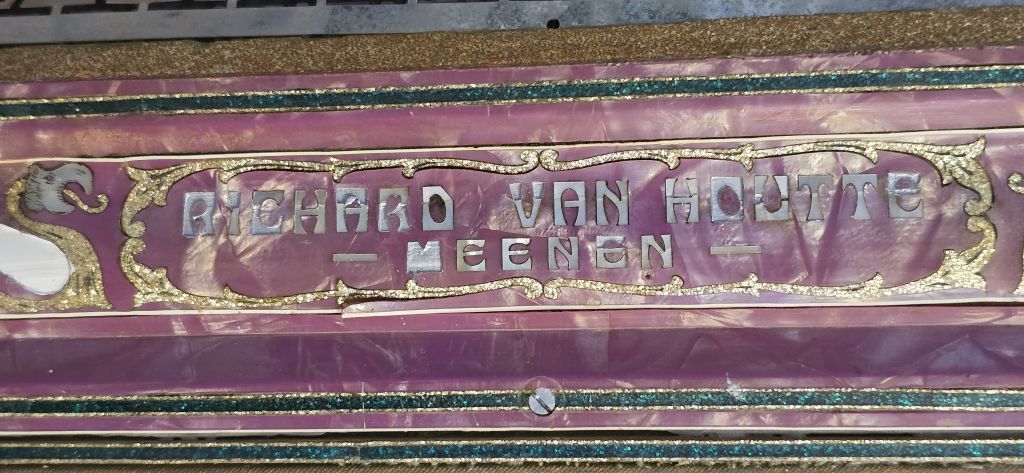 RICHARD VAN HOUTTE
— MEENEN —